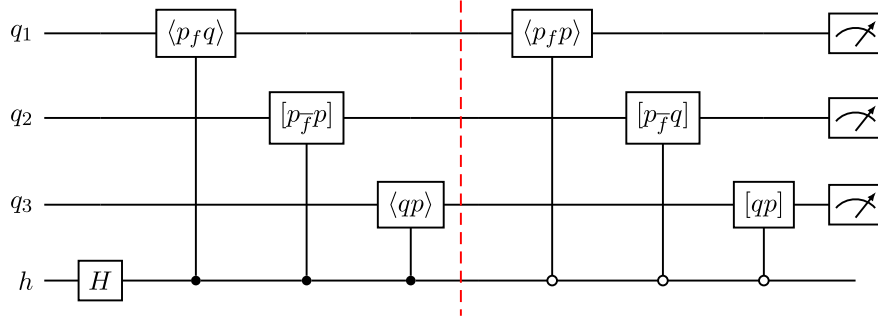 q₁ ⟨p_f q⟩ ⟨p_f p⟩
q₂ [p_f̅ p] [p_f̅ q]
q₃ ⟨qp⟩ [qp]
h H